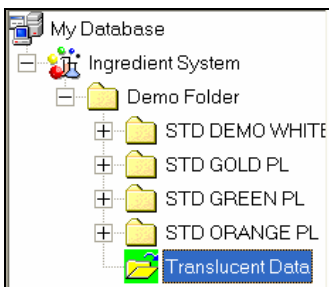 My Database
Ingredient System
Demo Folder
STD DEMO WHITE
STD GOLD PL
STD GREEN PL
STD ORANGE PL
Translucent Data